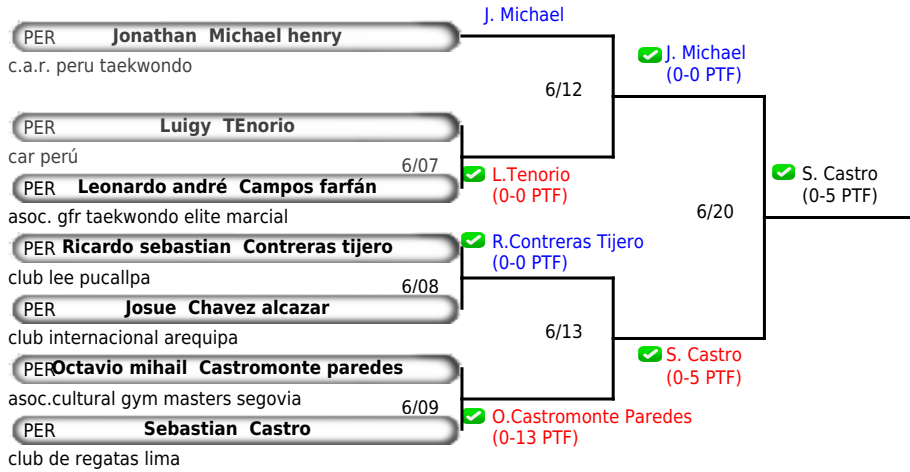 J. Michael
PER Jonathan Michael henry
c.a.r. peru taekwondo
J. Michael
(0-0 PTF)
6/12
PER Luigy TEnorio
car perú
6/07
L.Tenorio
(0-0 PTF)
PER Leonardo andré Campos farfán
asoc. gfr taekwondo elite marcial
S. Castro
(0-5 PTF)
6/20
PER Ricardo sebastian Contreras tijero
club lee pucallpa
R.Contreras Tijero
(0-0 PTF)
6/08
PER Josue Chavez alcazar
club internacional arequipa
6/13
S. Castro
(0-5 PTF)
PER Octavio mihail Castromonte paredes
asoc.cultural gym masters segovia
6/09
O.Castromonte Paredes
(0-13 PTF)
PER Sebastian Castro
club de regatas lima